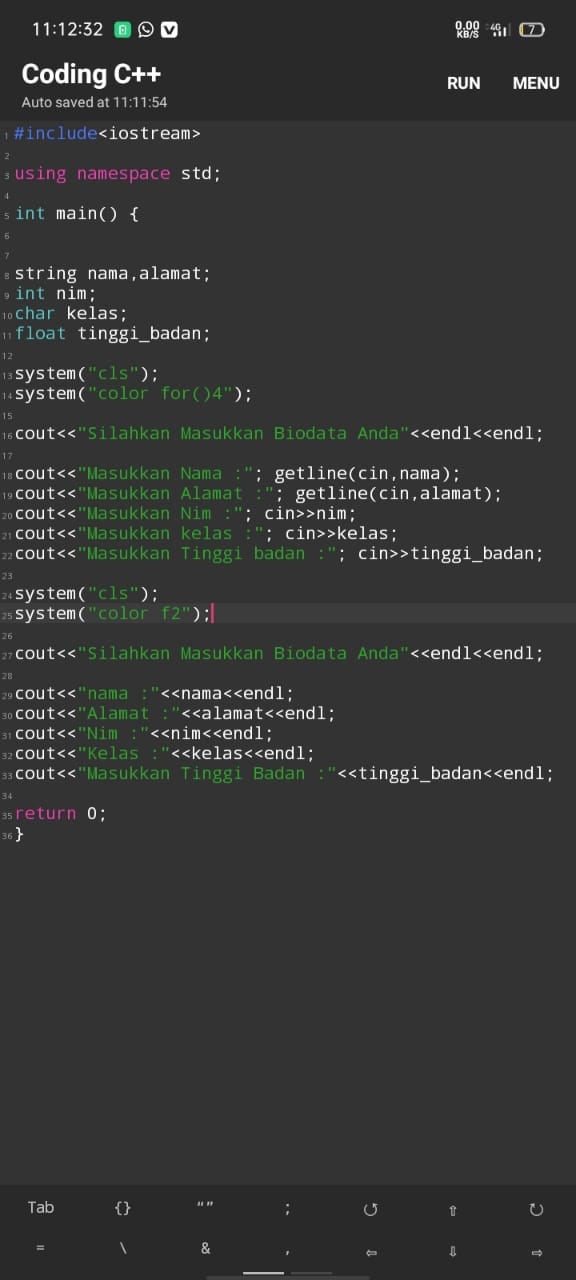 11:12:32
0.00 KB/S 4G 7
Coding C++
RUN MENU
Auto saved at 11:11:54
1 #include<iostream>
2
3 using namespace std;
4
5 int main() {
6
7
8 string nama,alamat;
9 int nim;
10 char kelas;
11 float tinggi_badan;
12
13 system("cls");
14 system("color for()4");
15
16 cout<<"Silahkan Masukkan Biodata Anda"<<endl<<endl;
17
18 cout<<"Masukkan Nama :"; getline(cin,nama);
19 cout<<"Masukkan Alamat :"; getline(cin,alamat);
20 cout<<"Masukkan Nim :"; cin>>nim;
21 cout<<"Masukkan kelas :"; cin>>kelas;
22 cout<<"Masukkan Tinggi badan :"; cin>>tinggi_badan;
23
24 system("cls");
25 system("color f2");
26
27 cout<<"Silahkan Masukkan Biodata Anda"<<endl<<endl;
28
29 cout<<"nama :"<<nama<<endl;
30 cout<<"Alamat :"<<alamat<<endl;
31 cout<<"Nim :"<<nim<<endl;
32 cout<<"Kelas :"<<kelas<<endl;
33 cout<<"Masukkan Tinggi Badan :"<<tinggi_badan<<endl;
34
35 return 0;
36 }
Tab {} “” ; ↺ ⇧ ↻
= \ & , ⇦ ⇩ ⇨